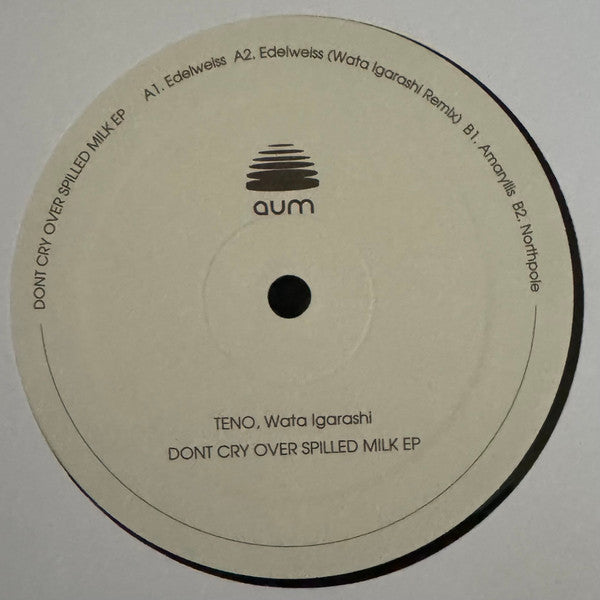 DONT CRY OVER SPILLED MILK EP A1. Edelweiss A2. Edelweiss (Wata Igarashi Remix) B1. Amaryllis B2. Northpole
aum
TENO, Wata Igarashi
DONT CRY OVER SPILLED MILK EP